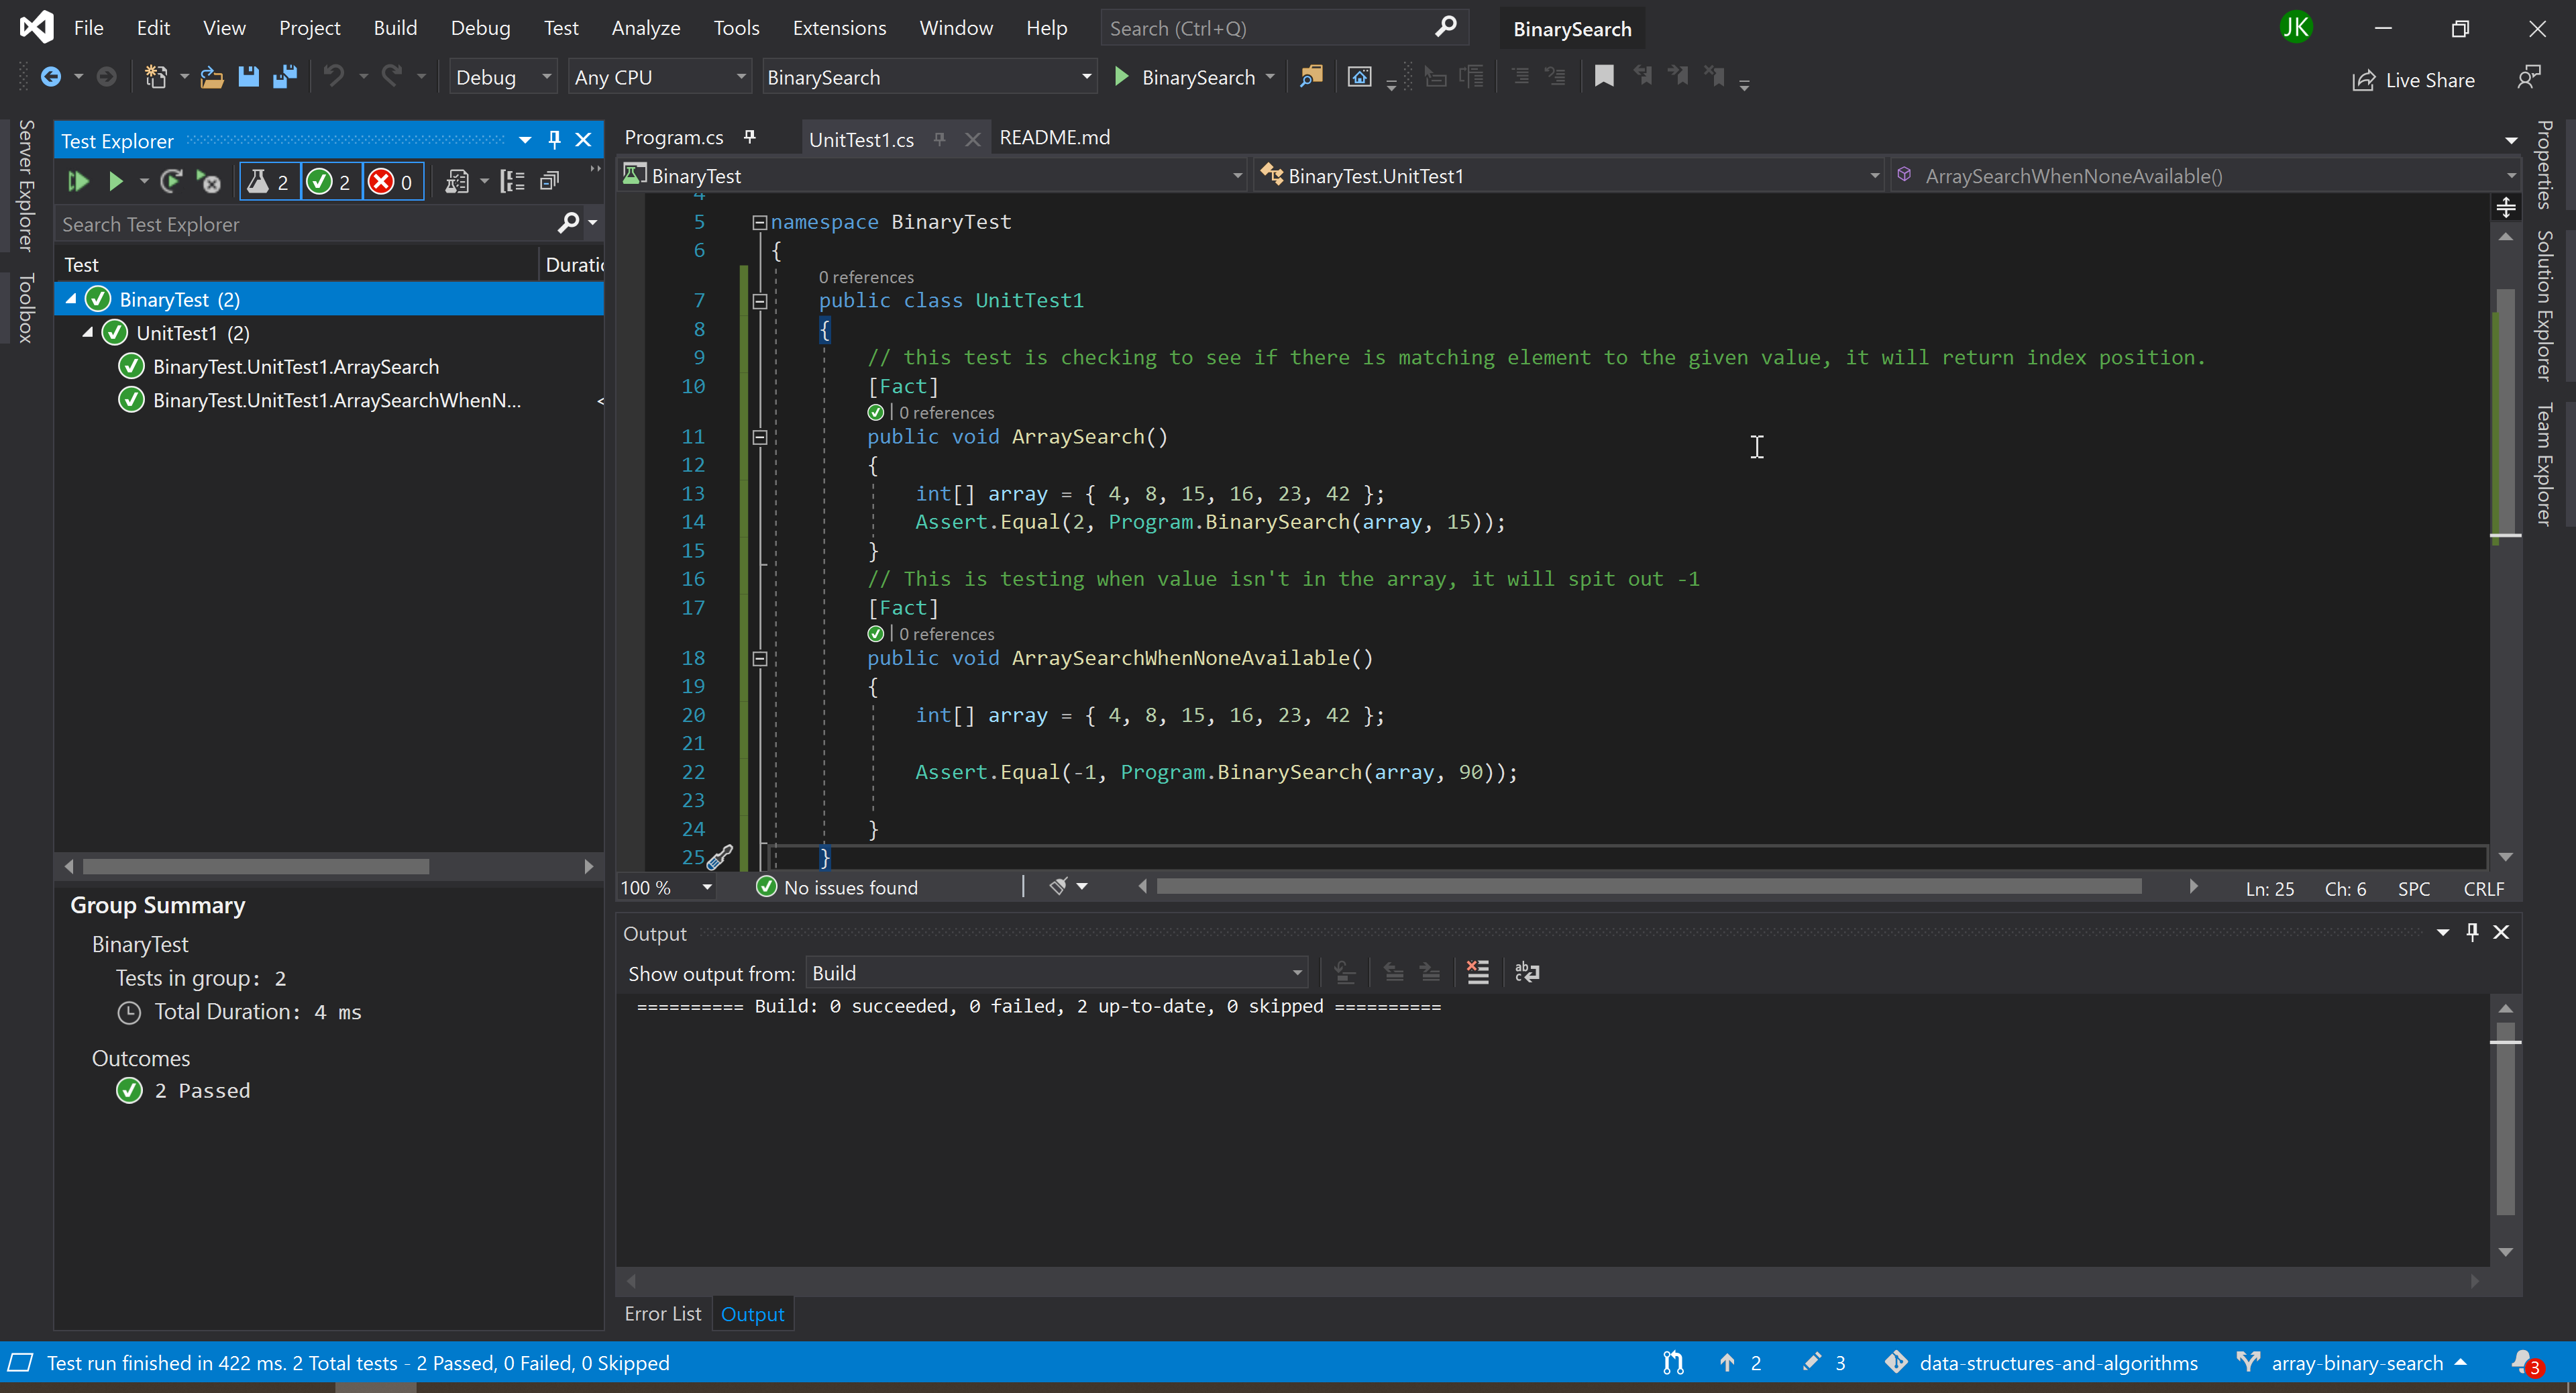 File Edit View Project Build Debug Test Analyze Tools Extensions Window Help Search (Ctrl+Q) BinarySearch JK
Debug Any CPU BinarySearch BinarySearch Live Share
Server Explorer
Toolbox
Test Explorer
2 2 0
Search Test Explorer
Test Duratio
BinaryTest (2)
UnitTest1 (2)
BinaryTest.UnitTest1.ArraySearch
BinaryTest.UnitTest1.ArraySearchWhenN... <
Group Summary
BinaryTest
Tests in group: 2
Total Duration: 4 ms
Outcomes
2 Passed
Program.cs UnitTest1.cs README.md
BinaryTest BinaryTest.UnitTest1 ArraySearchWhenNoneAvailable()
4
5 namespace BinaryTest
6 {
0 references
7 public class UnitTest1
8 {
9 // this test is checking to see if there is matching element to the given value, it will return index position.
10 [Fact]
| 0 references
11 public void ArraySearch()
12 {
13 int[] array = { 4, 8, 15, 16, 23, 42 };
14 Assert.Equal(2, Program.BinarySearch(array, 15));
15 }
16 // This is testing when value isn't in the array, it will spit out -1
17 [Fact]
| 0 references
18 public void ArraySearchWhenNoneAvailable()
19 {
20 int[] array = { 4, 8, 15, 16, 23, 42 };
21
22 Assert.Equal(-1, Program.BinarySearch(array, 90));
23
24 }
25 }
100 % No issues found Ln: 25 Ch: 6 SPC CRLF
Output
Show output from: Build
========== Build: 0 succeeded, 0 failed, 2 up-to-date, 0 skipped ==========
Error List Output
Properties
Solution Explorer
Team Explorer
Test run finished in 422 ms. 2 Total tests - 2 Passed, 0 Failed, 0 Skipped 2 3 data-structures-and-algorithms array-binary-search 3